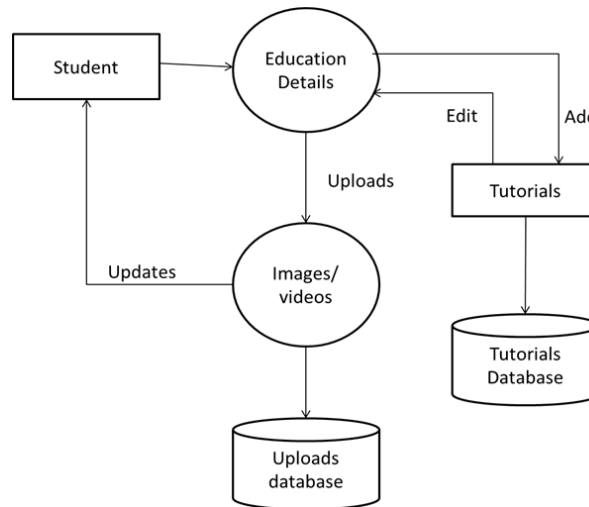 Student
Education
Details
Edit
Uploads
Tutorials
Updates
Images/
videos
Tutorials
Database
Uploads
database